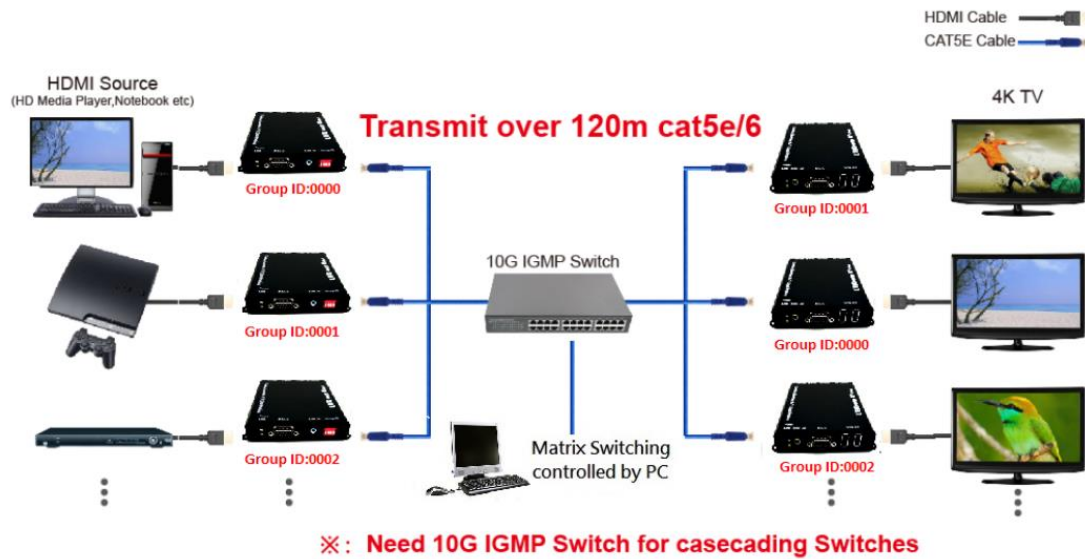 HDMI Cable
CAT5E Cable
HDMI Source
(HD Media Player,Notebook etc)
4K TV
Transmit over 120m cat5e/6
Group ID:0000
Group ID:0001
10G IGMP Switch
Group ID:0001
Group ID:0000
Group ID:0002
Matrix Switching
controlled by PC
Group ID:0002
※: Need 10G IGMP Switch for casecading Switches